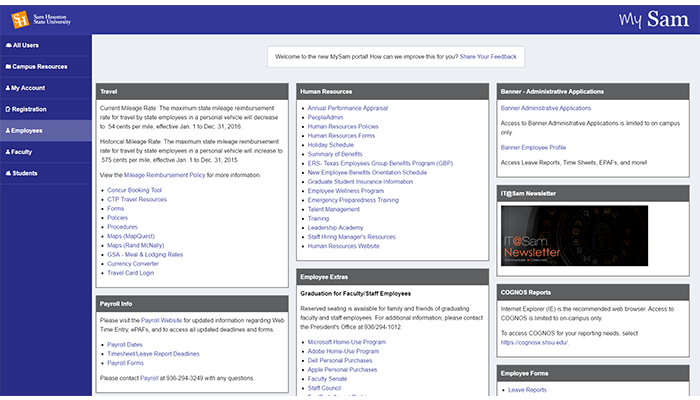 Sam Houston
State University
My Sam
All Users
Campus Resources
My Account
Registration
Employees
Faculty
Students
Welcome to the new MySam portal! How can we improve this for you? Share Your Feedback.
Travel
Current Mileage Rate: The maximum state mileage reimbursement
rate for travel by state employees in a personal vehicle will decrease
to .54 cents per mile, effective Jan. 1 to Dec. 31, 2016.
Historical Mileage Rate: The maximum state mileage reimbursement
rate for travel by state employees in a personal vehicle will increase to
.575 cents per mile, effective Jan. 1 to Dec. 31, 2015.
View the Mileage Reimbursement Policy for more information.
Concur Booking Tool
CTP Travel Resources
Forms
Policies
Procedures
Maps (MapQuest)
Maps (Rand McNally)
GSA - Meal & Lodging Rates
Currency Converter
Travel Card Login
Payroll Info
Please visit the Payroll Website for updated information regarding Web
Time Entry, ePAFs, and to access all updated deadlines and forms.
Payroll Dates
Timesheet/Leave Report Deadlines
Payroll Forms
Please contact Payroll at 936-294-3249 with any questions.
Human Resources
Annual Performance Appraisal
PeopleAdmin
Human Resources Policies
Human Resources Forms
Holiday Schedule
Summary of Benefits
ERS- Texas Employees Group Benefits Program (GBP)
New Employee Benefits Orientation Schedule
Graduate Student Insurance Information
Employee Wellness Program
Emergency Preparedness Training
Talent Management
Training
Leadership Academy
Staff Hiring Manager's Resources
Human Resources Website
Employee Extras
Graduation for Faculty/Staff Employees
Reserved seating is available for family and friends of graduating
faculty and staff employees. For additional information, please contact
the President's Office at 936/294-1012.
Microsoft Home-Use Program
Adobe Home-Use Program
Dell Personal Purchases
Apple Personal Purchases
Faculty Senate
Staff Council
Banner - Administrative Applications
Banner Administrative Applications
Access to Banner Administrative Applications is limited to on campus
only.
Banner Employee Profile
Access Leave Reports, Time Sheets, EPAFs, and more!!
IT@Sam Newsletter
IT@Sam
Newsletter
COGNOS Reports
Internet Explorer (IE) is the recommended web browser. Access to
COGNOS is limited to on-campus only.
To access COGNOS for your reporting needs, select
https://cognosx.shsu.edu/.
Employee Forms
Leave Reports